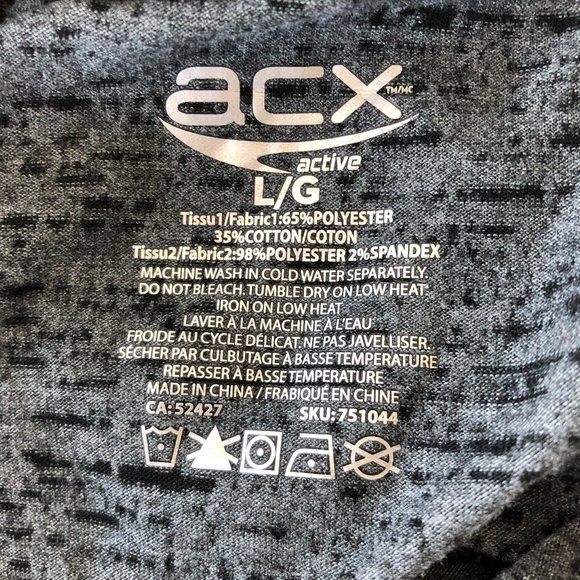 acx TM/MC
active
L/G
Tissu1/Fabric1:65%POLYESTER
35%COTTON/COTON
Tissu2/Fabric2:98%POLYESTER 2%SPANDEX
MACHINE WASH IN COLD WATER SEPARATELY.
DO NOT BLEACH.TUMBLE DRY ON LOW HEAT.
IRON ON LOW HEAT
LAVER À LA MACHINE À L'EAU
FROIDE AU CYCLE DÉLICAT.NE PAS JAVELLISER.
SÉCHER PAR CULBUTAGE À BASSE TEMPERATURE
REPASSER À BASSE TEMPERATURE
MADE IN CHINA / FRABIQUÉ EN CHINE
CA: 52427 SKU: 751044